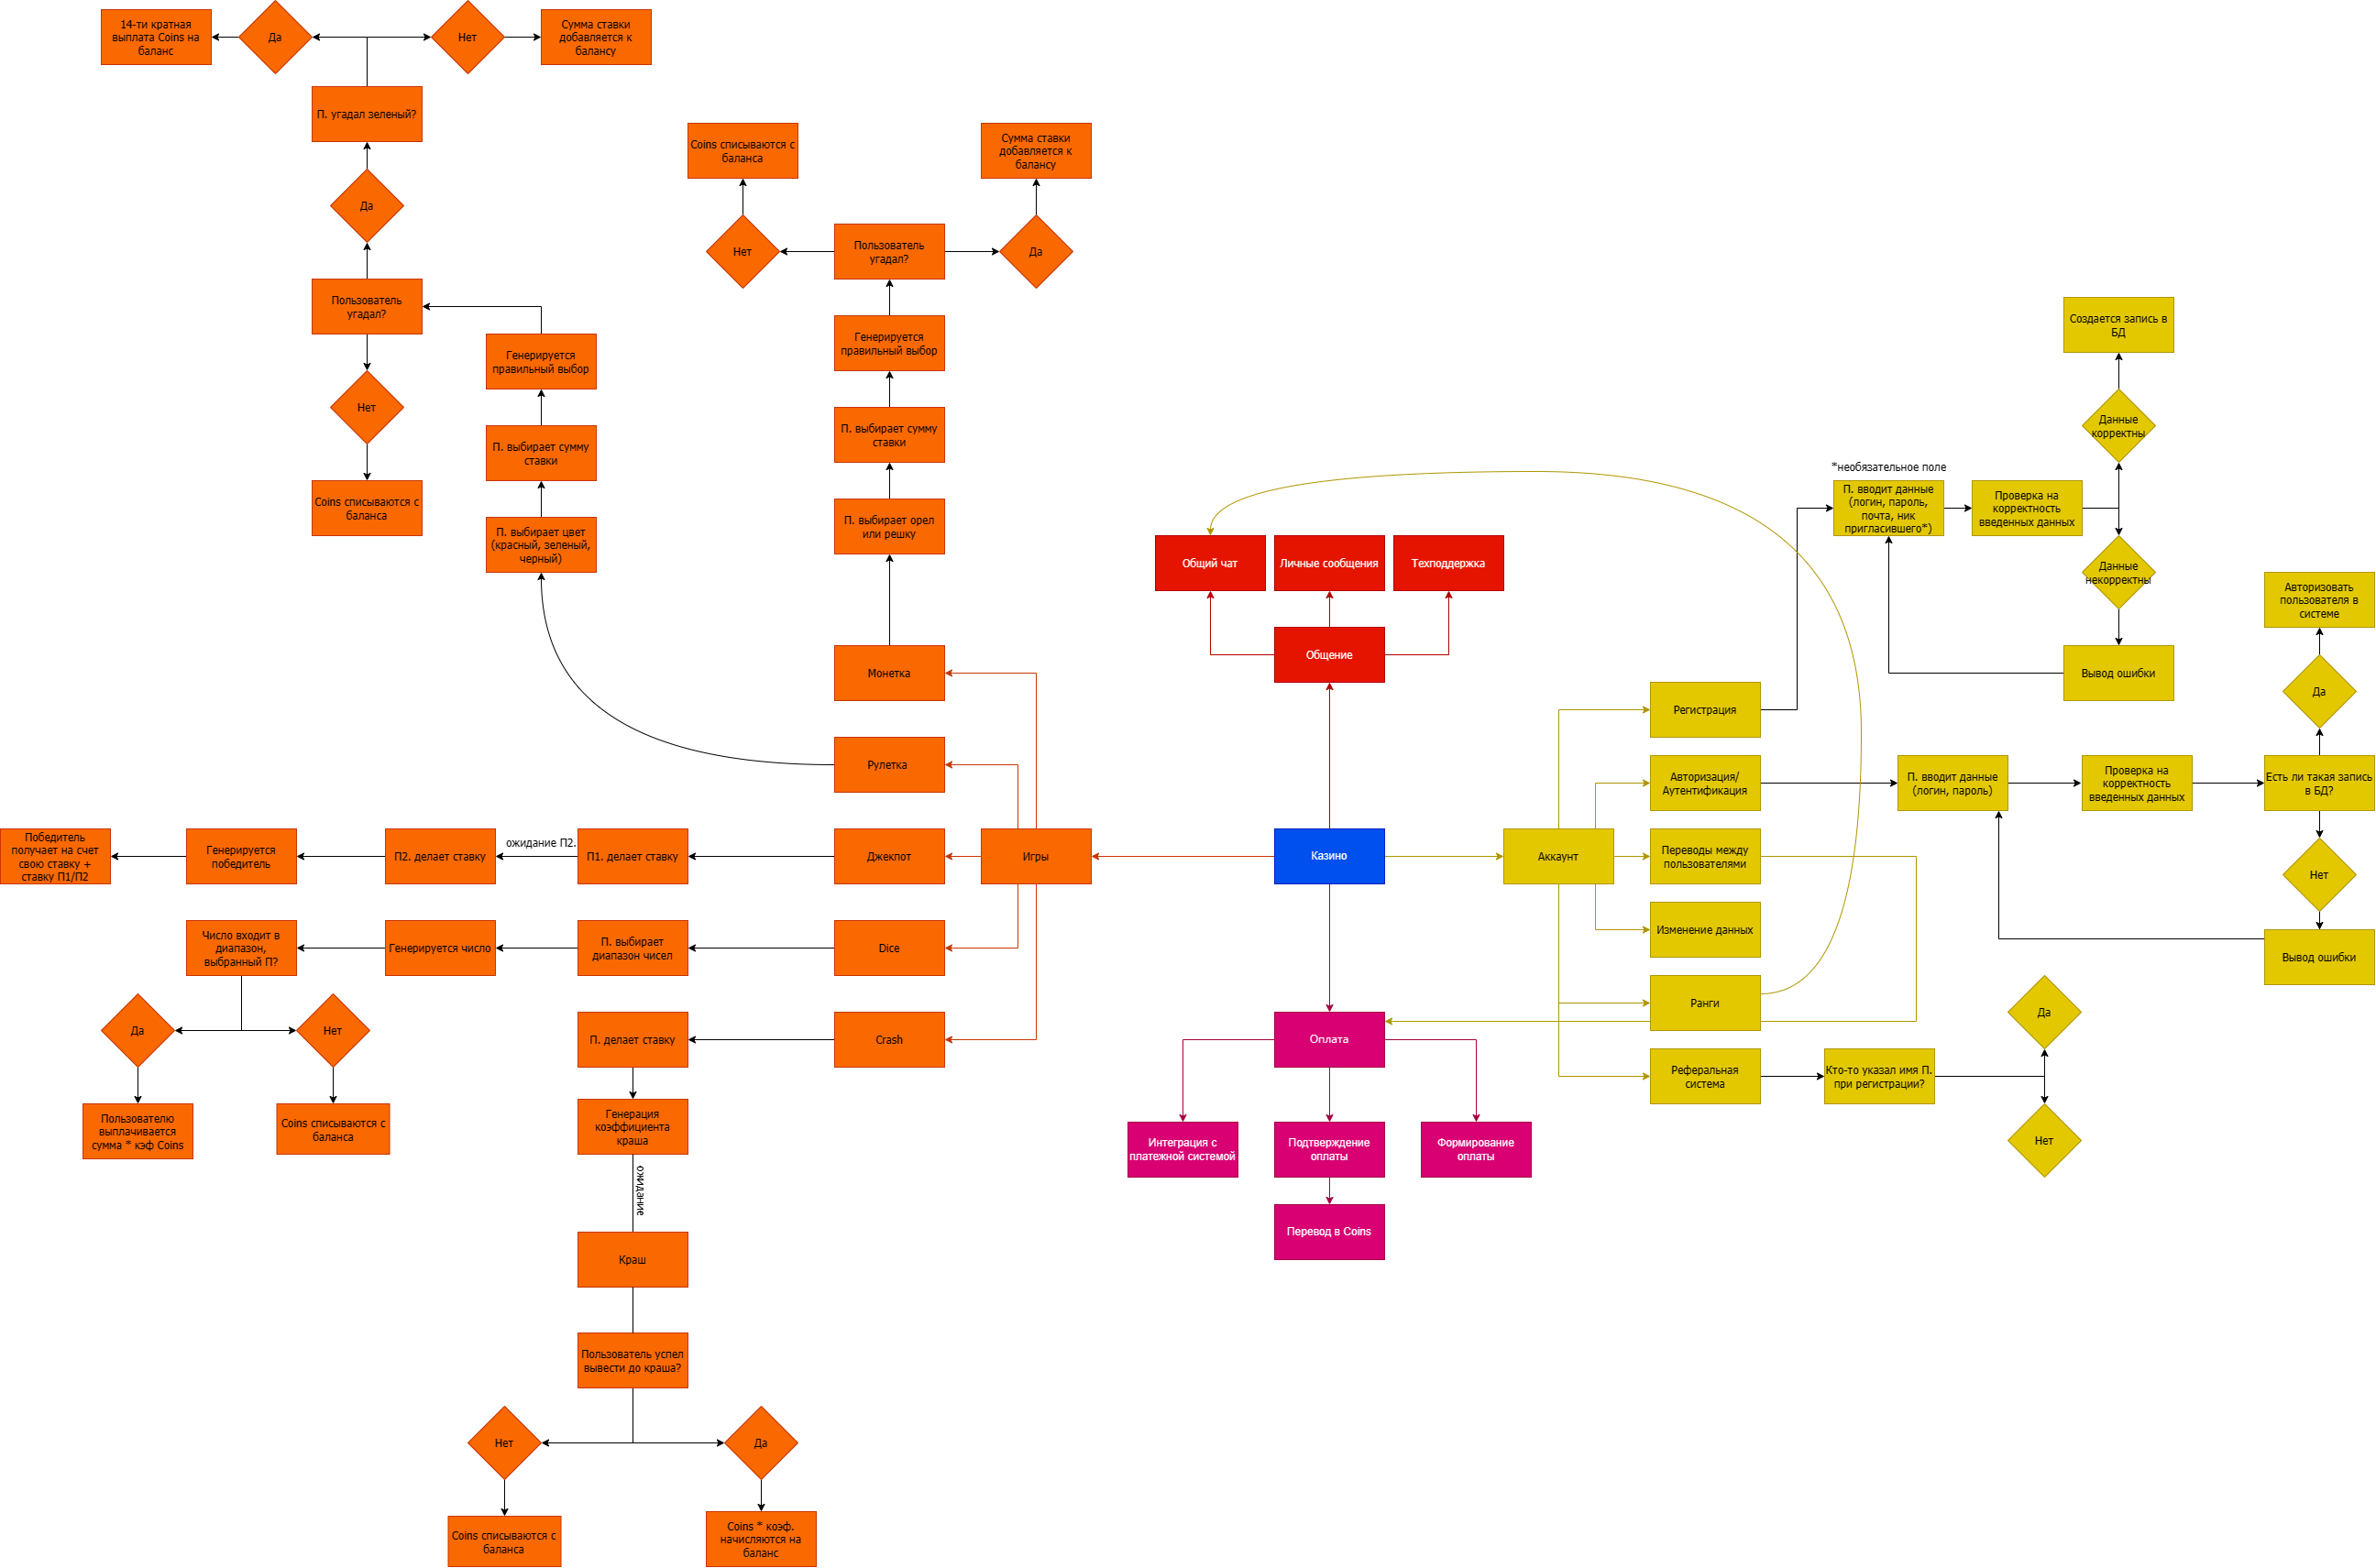 14-ти кратная
выплата Coins на
баланс
Да
Нет
Сумма ставки
добавляется к
балансу
П. угадал зеленый?
Да
Пользователь
угадал?
Нет
Coins списываются с
баланса
Генерируется
правильный выбор
П. выбирает сумму
ставки
П. выбирает цвет
(красный, зеленый,
черный)
Coins списываются с
баланса
Сумма ставки
добавляется к
балансу
Нет
Пользователь
угадал?
Да
Генерируется
правильный выбор
П. выбирает сумму
ставки
П. выбирает орел
или решку
Монетка
Рулетка
Победитель
получает на счет
свою ставку +
ставку П1/П2
Генерируется
победитель
П2. делает ставку
ожидание П2.
П1. делает ставку
Джекпот
Игры
Казино
Число входит в
диапазон,
выбранный П?
Генерируется число
П. выбирает
диапазон чисел
Dice
Да
Нет
Пользователю
выплачивается
сумма * кэф Coins
Coins списываются с
баланса
П. делает ставку
Crash
Генерация
коэффициента
краша
ожидание
Краш
Пользователь успел
вывести до краша?
Нет
Да
Coins списываются с
баланса
Coins * коэф.
начисляются на
баланс
Общий чат
Личные сообщения
Техподдержка
Общение
Оплата
Интеграция с
платежной системой
Подтверждение
оплаты
Формирование
оплаты
Перевод в Coins
Аккаунт
Регистрация
*необязательное поле
П. вводит данные
(логин, пароль,
почта, ник
пригласившего*)
Проверка на
корректность
введенных данных
Создается запись в
БД
Данные
корректны
Данные
некорректны
Вывод ошибки
Авторизация/
Аутентификация
П. вводит данные
(логин, пароль)
Проверка на
корректность
введенных данных
Есть ли такая запись
в БД?
Авторизовать
пользователя в
системе
Да
Нет
Вывод ошибки
Переводы между
пользователями
Изменение данных
Ранги
Реферальная
система
Кто-то указал имя П.
при регистрации?
Да
Нет